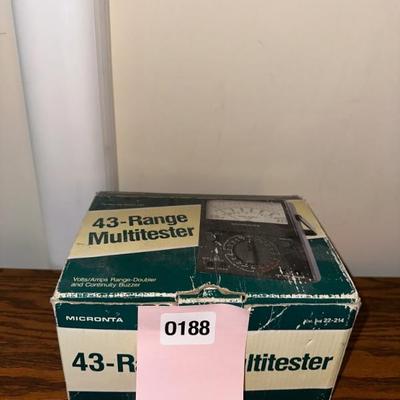 43-Range
Multitester
Volts/Amps Range-Doubler
and Continuity Buzzer
MICRONTA
22-214
0188
43-R ltitester